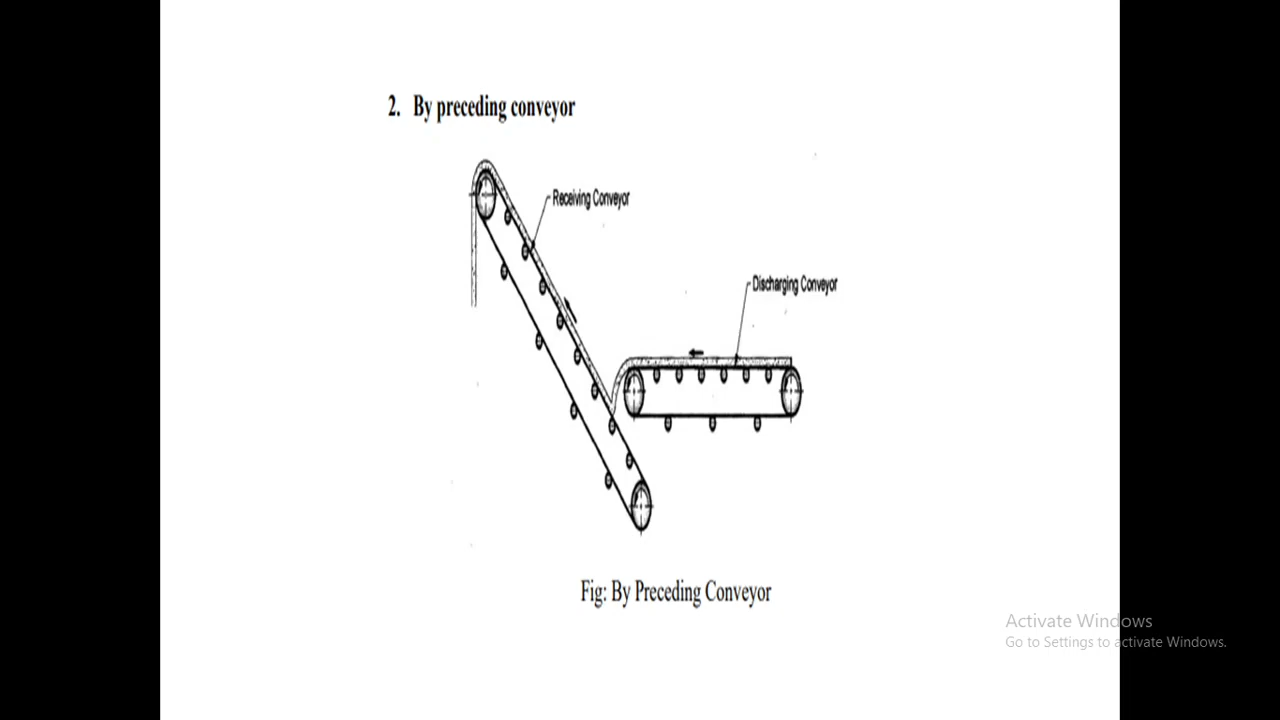 2. By preceding conveyor
Receiving Conveyor
Discharging Conveyor
Fig: By Preceding Conveyor
Activate Windows
Go to Settings to activate Windows.